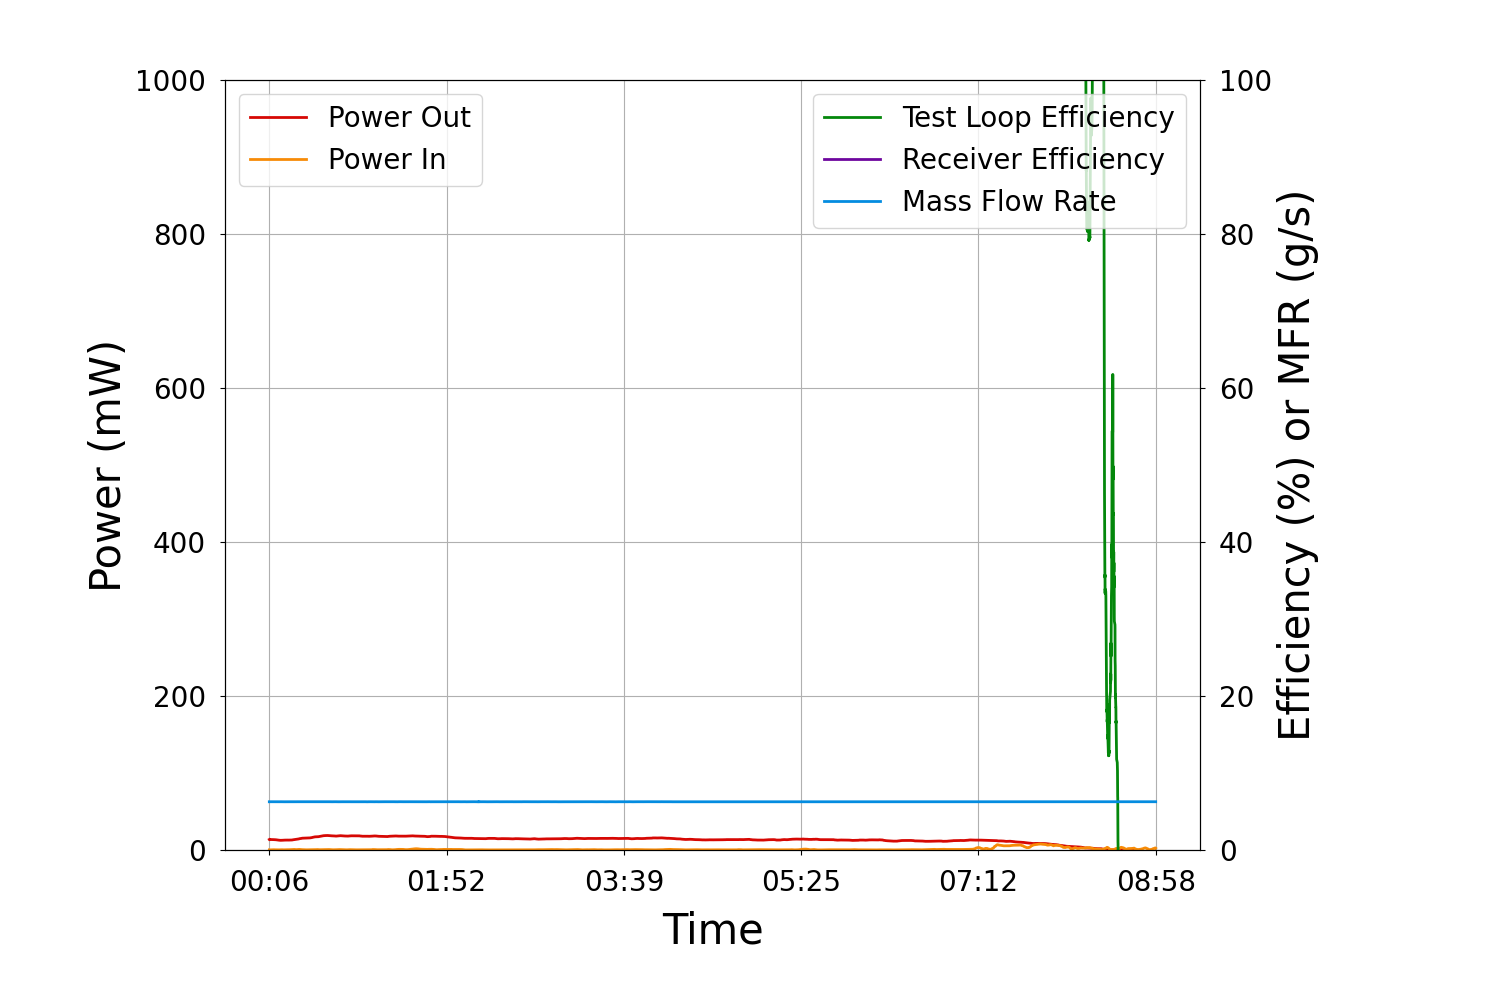 1000
800
600
400
200
0
Power (mW)
Power Out
Power In
Test Loop Efficiency
Receiver Efficiency
Mass Flow Rate
100
80
60
40
20
0
Efficiency (%) or MFR (g/s)
00:06 01:52 03:39 05:25 07:12 08:58
Time